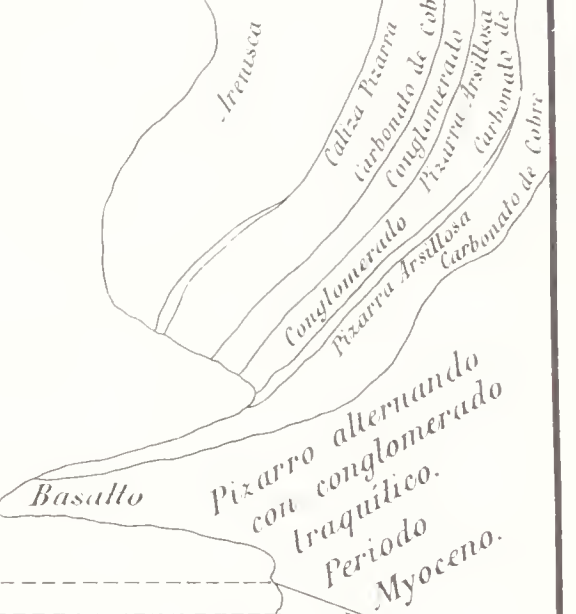 Arenisca
Caliza Pizarra
Carbonato de Cob
Conglomerado
Pizarra Arsillosa
Carbonato de
Conglomerado
Pizarra Arsillosa
Carbonato de Cobre
Basalto
Pizarro alternando
con conglomerado
traquítico.
Periodo
Myoceno.